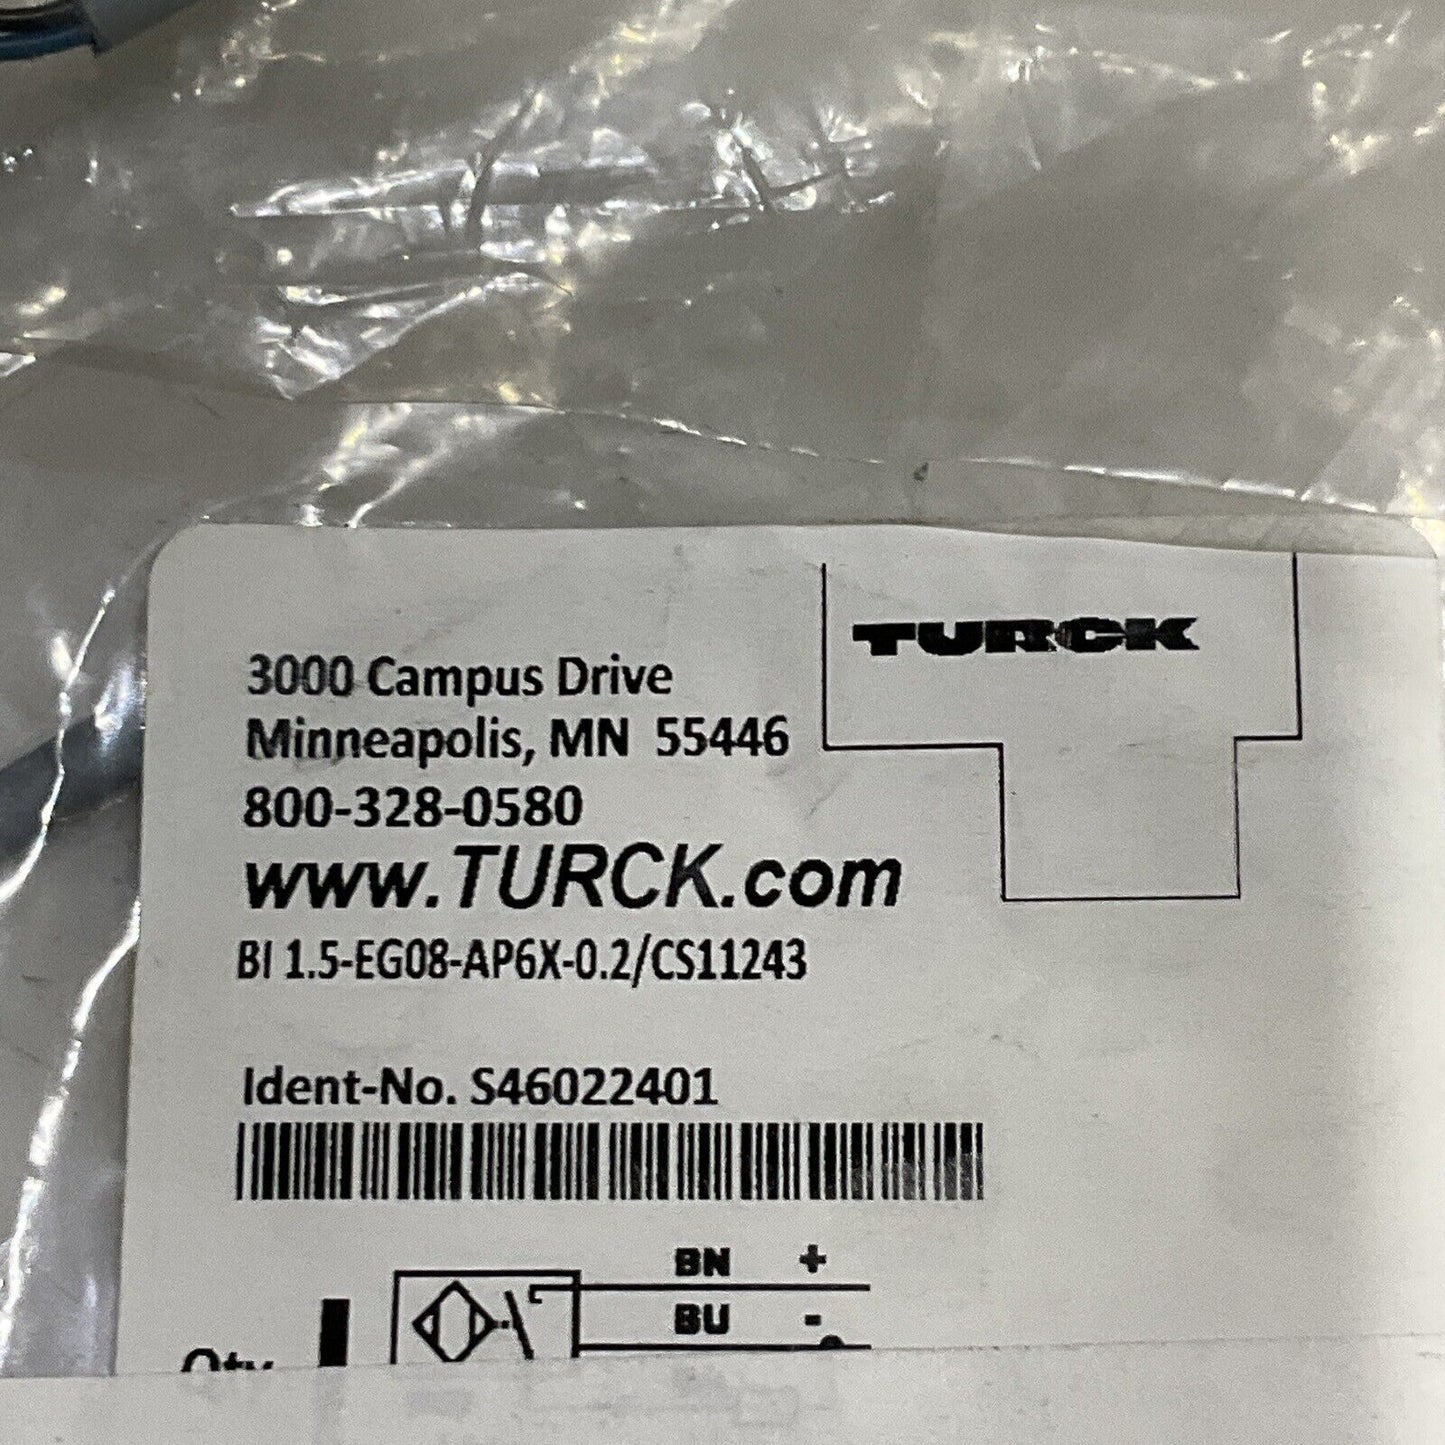 TURCK
3000 Campus Drive
Minneapolis, MN 55446
800-328-0580
www.TURCK.com
BI 1.5-EG08-AP6X-0.2/CS11243
Ident-No. S46022401
BN +
BU -